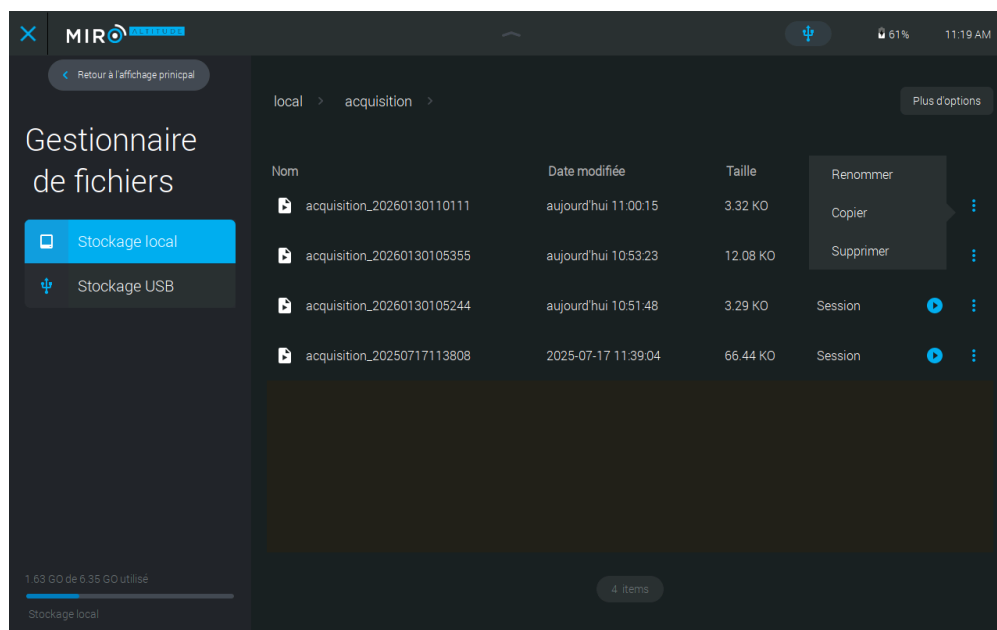 MIRO ALTITUDE
61%
11:19 AM
Retour à l'affichage prinicpal
local > acquisition >
Plus d'options
Gestionnaire
de fichiers
Stockage local
Stockage USB
Nom Date modifiée Taille
acquisition_20260130110111 aujourd'hui 11:00:15 3.32 KO
acquisition_20260130105355 aujourd'hui 10:53:23 12.08 KO
acquisition_20260130105244 aujourd'hui 10:51:48 3.29 KO Session
acquisition_20250717113808 2025-07-17 11:39:04 66.44 KO Session
Renommer
Copier
Supprimer
1.63 GO de 6.35 GO utilisé
Stockage local
4 items